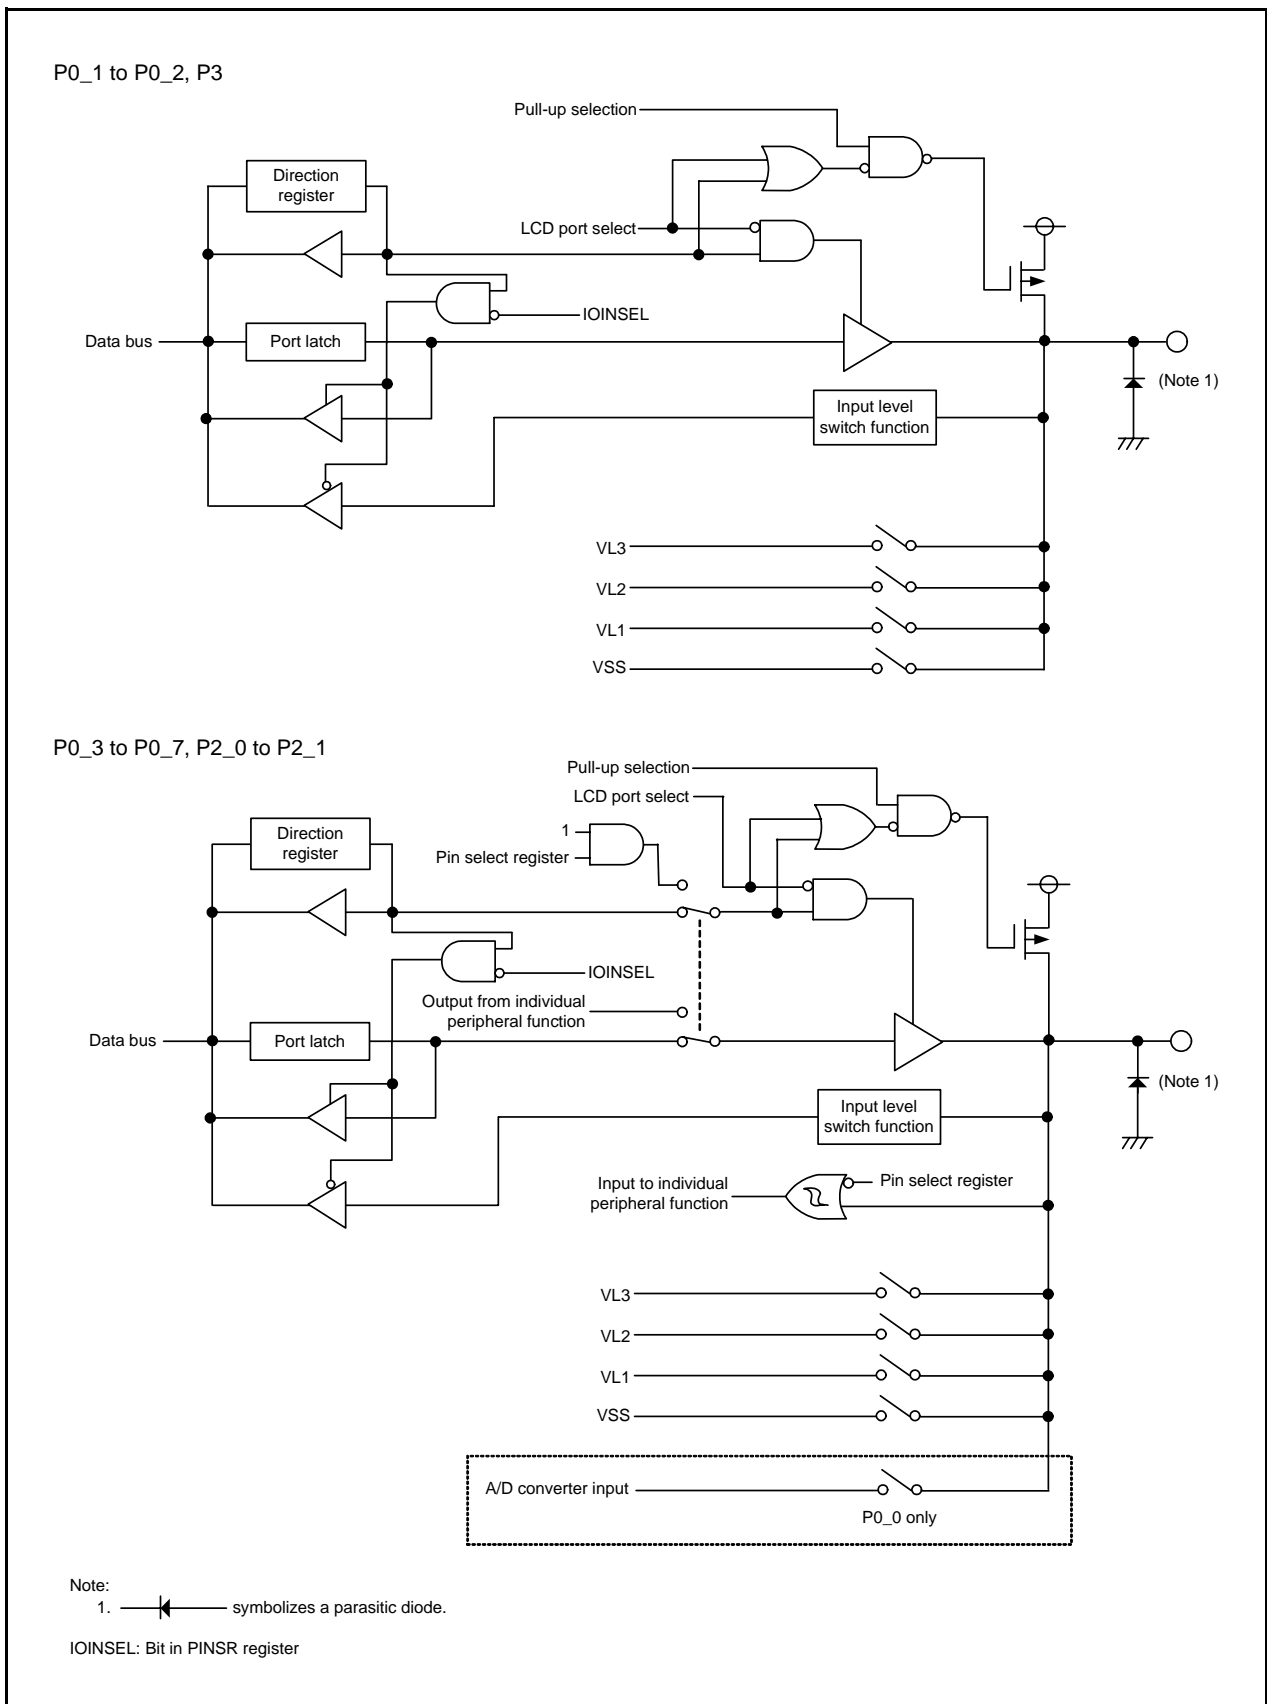 P0_1 to P0_2, P3
Pull-up selection
Direction
register
LCD port select
IOINSEL
Data bus
Port latch
(Note 1)
Input level
switch function
VL3
VL2
VL1
VSS
P0_3 to P0_7, P2_0 to P2_1
Pull-up selection
LCD port select
1
Direction
register
Pin select register
IOINSEL
Output from individual
peripheral function
Data bus
Port latch
(Note 1)
Input level
switch function
Input to individual
peripheral function
Pin select register
VL3
VL2
VL1
VSS
A/D converter input
P0_0 only
Note:
1. symbolizes a parasitic diode.
IOINSEL: Bit in PINSR register